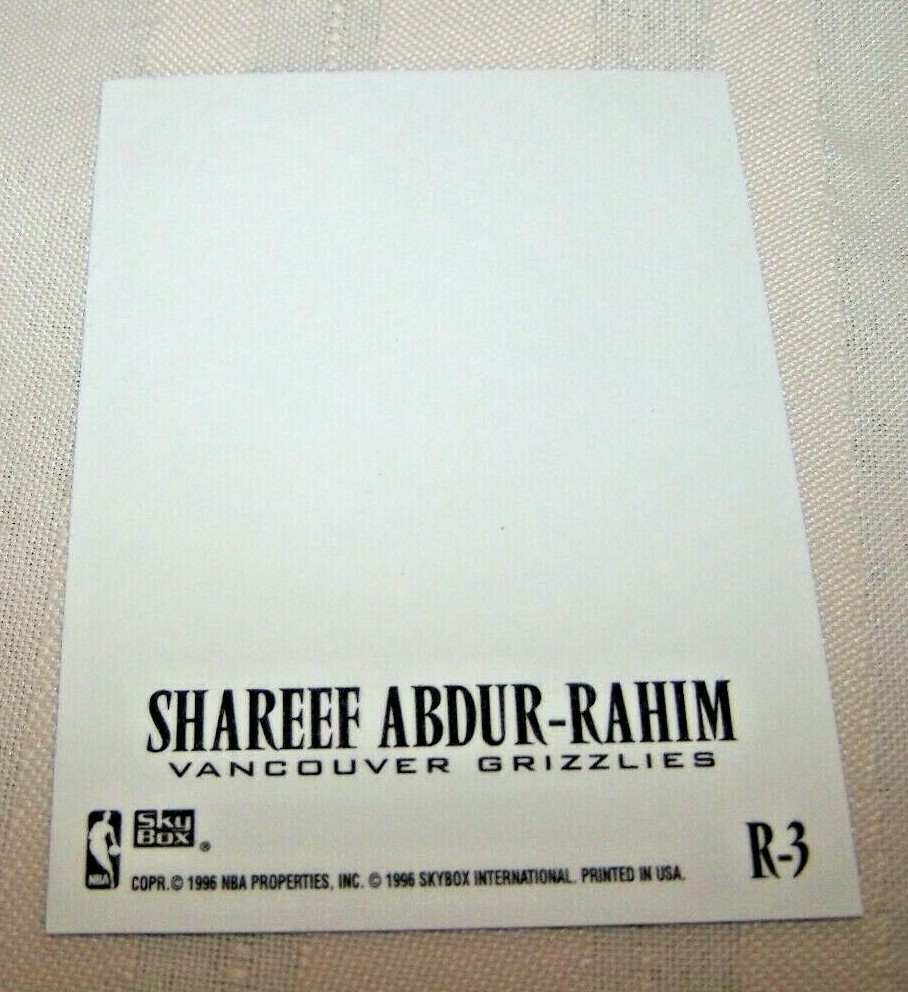 SHAREEF ABDUR-RAHIM
VANCOUVER GRIZZLIES
Sky
Box ®
R-3
NBA
COPR. © 1996 NBA PROPERTIES, INC. © 1996 SKYBOX INTERNATIONAL. PRINTED IN USA.